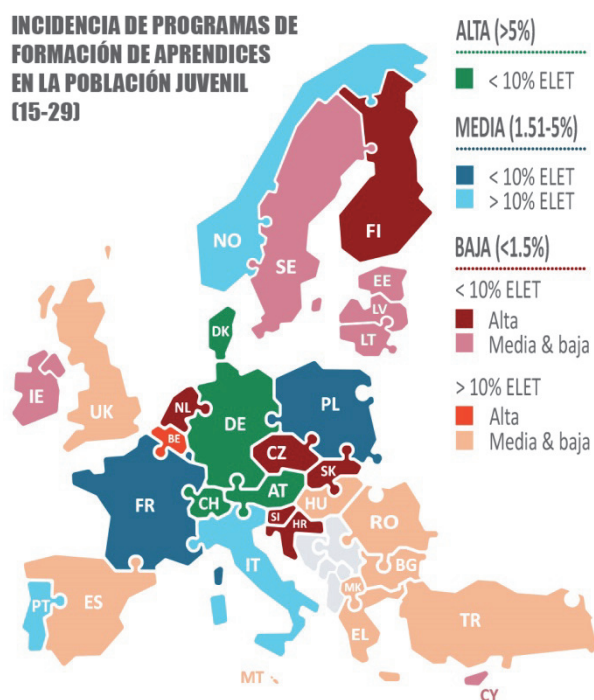 INCIDENCIA DE PROGRAMAS DE
FORMACIÓN DE APRENDICES
EN LA POBLACIÓN JUVENIL
(15-29)
ALTA (>5%)
< 10% ELET
MEDIA (1.51-5%)
< 10% ELET
> 10% ELET
BAJA (<1.5%)
< 10% ELET
Alta
Media & baja
> 10% ELET
Alta
Media & baja
NO
SE
FI
EE
LV
LT
DK
IE
UK
NL
BE
DE
PL
CZ
SK
FR
CH
AT
HU
SI
HR
RO
IT
BG
PT
ES
MK
EL
TR
MT
CY